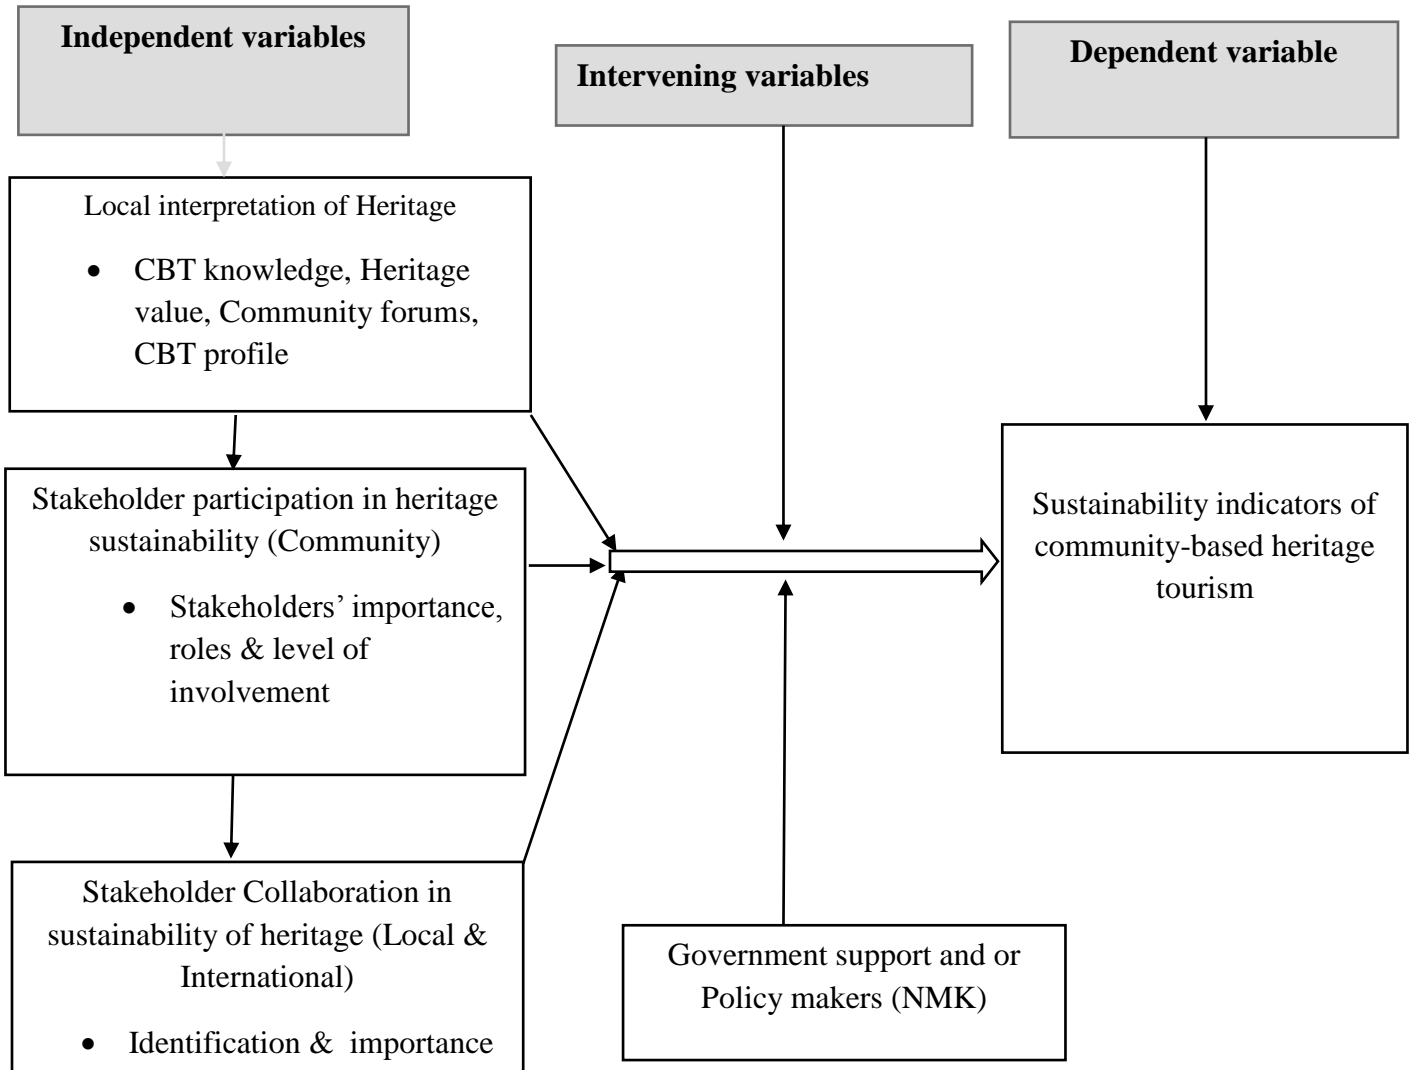 Independent variables
Intervening variables
Dependent variable
Local interpretation of Heritage
• CBT knowledge, Heritage
value, Community forums,
CBT profile
Stakeholder participation in heritage
sustainability (Community)
• Stakeholders’ importance,
roles & level of
involvement
Stakeholder Collaboration in
sustainability of heritage (Local &
International)
• Identification & importance
Government support and or
Policy makers (NMK)
Sustainability indicators of
community-based heritage
tourism